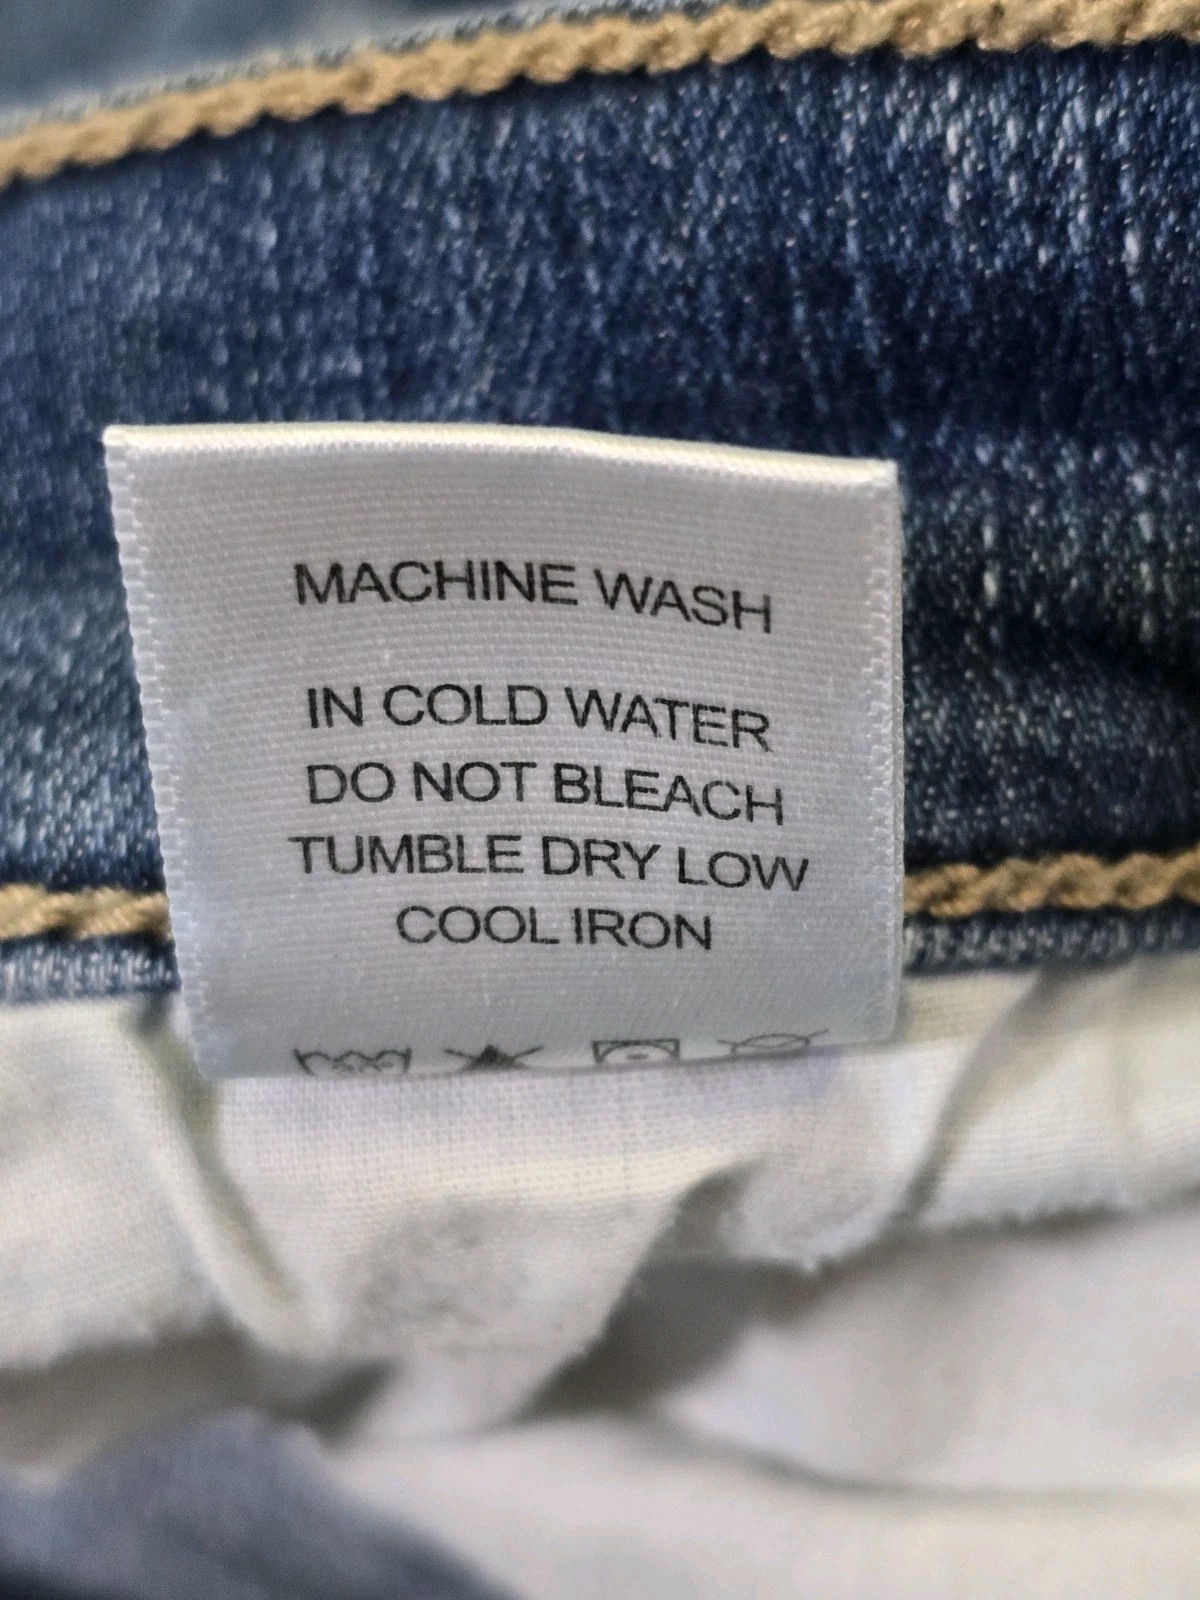 MACHINE WASH
IN COLD WATER
DO NOT BLEACH
TUMBLE DRY LOW
COOL IRON